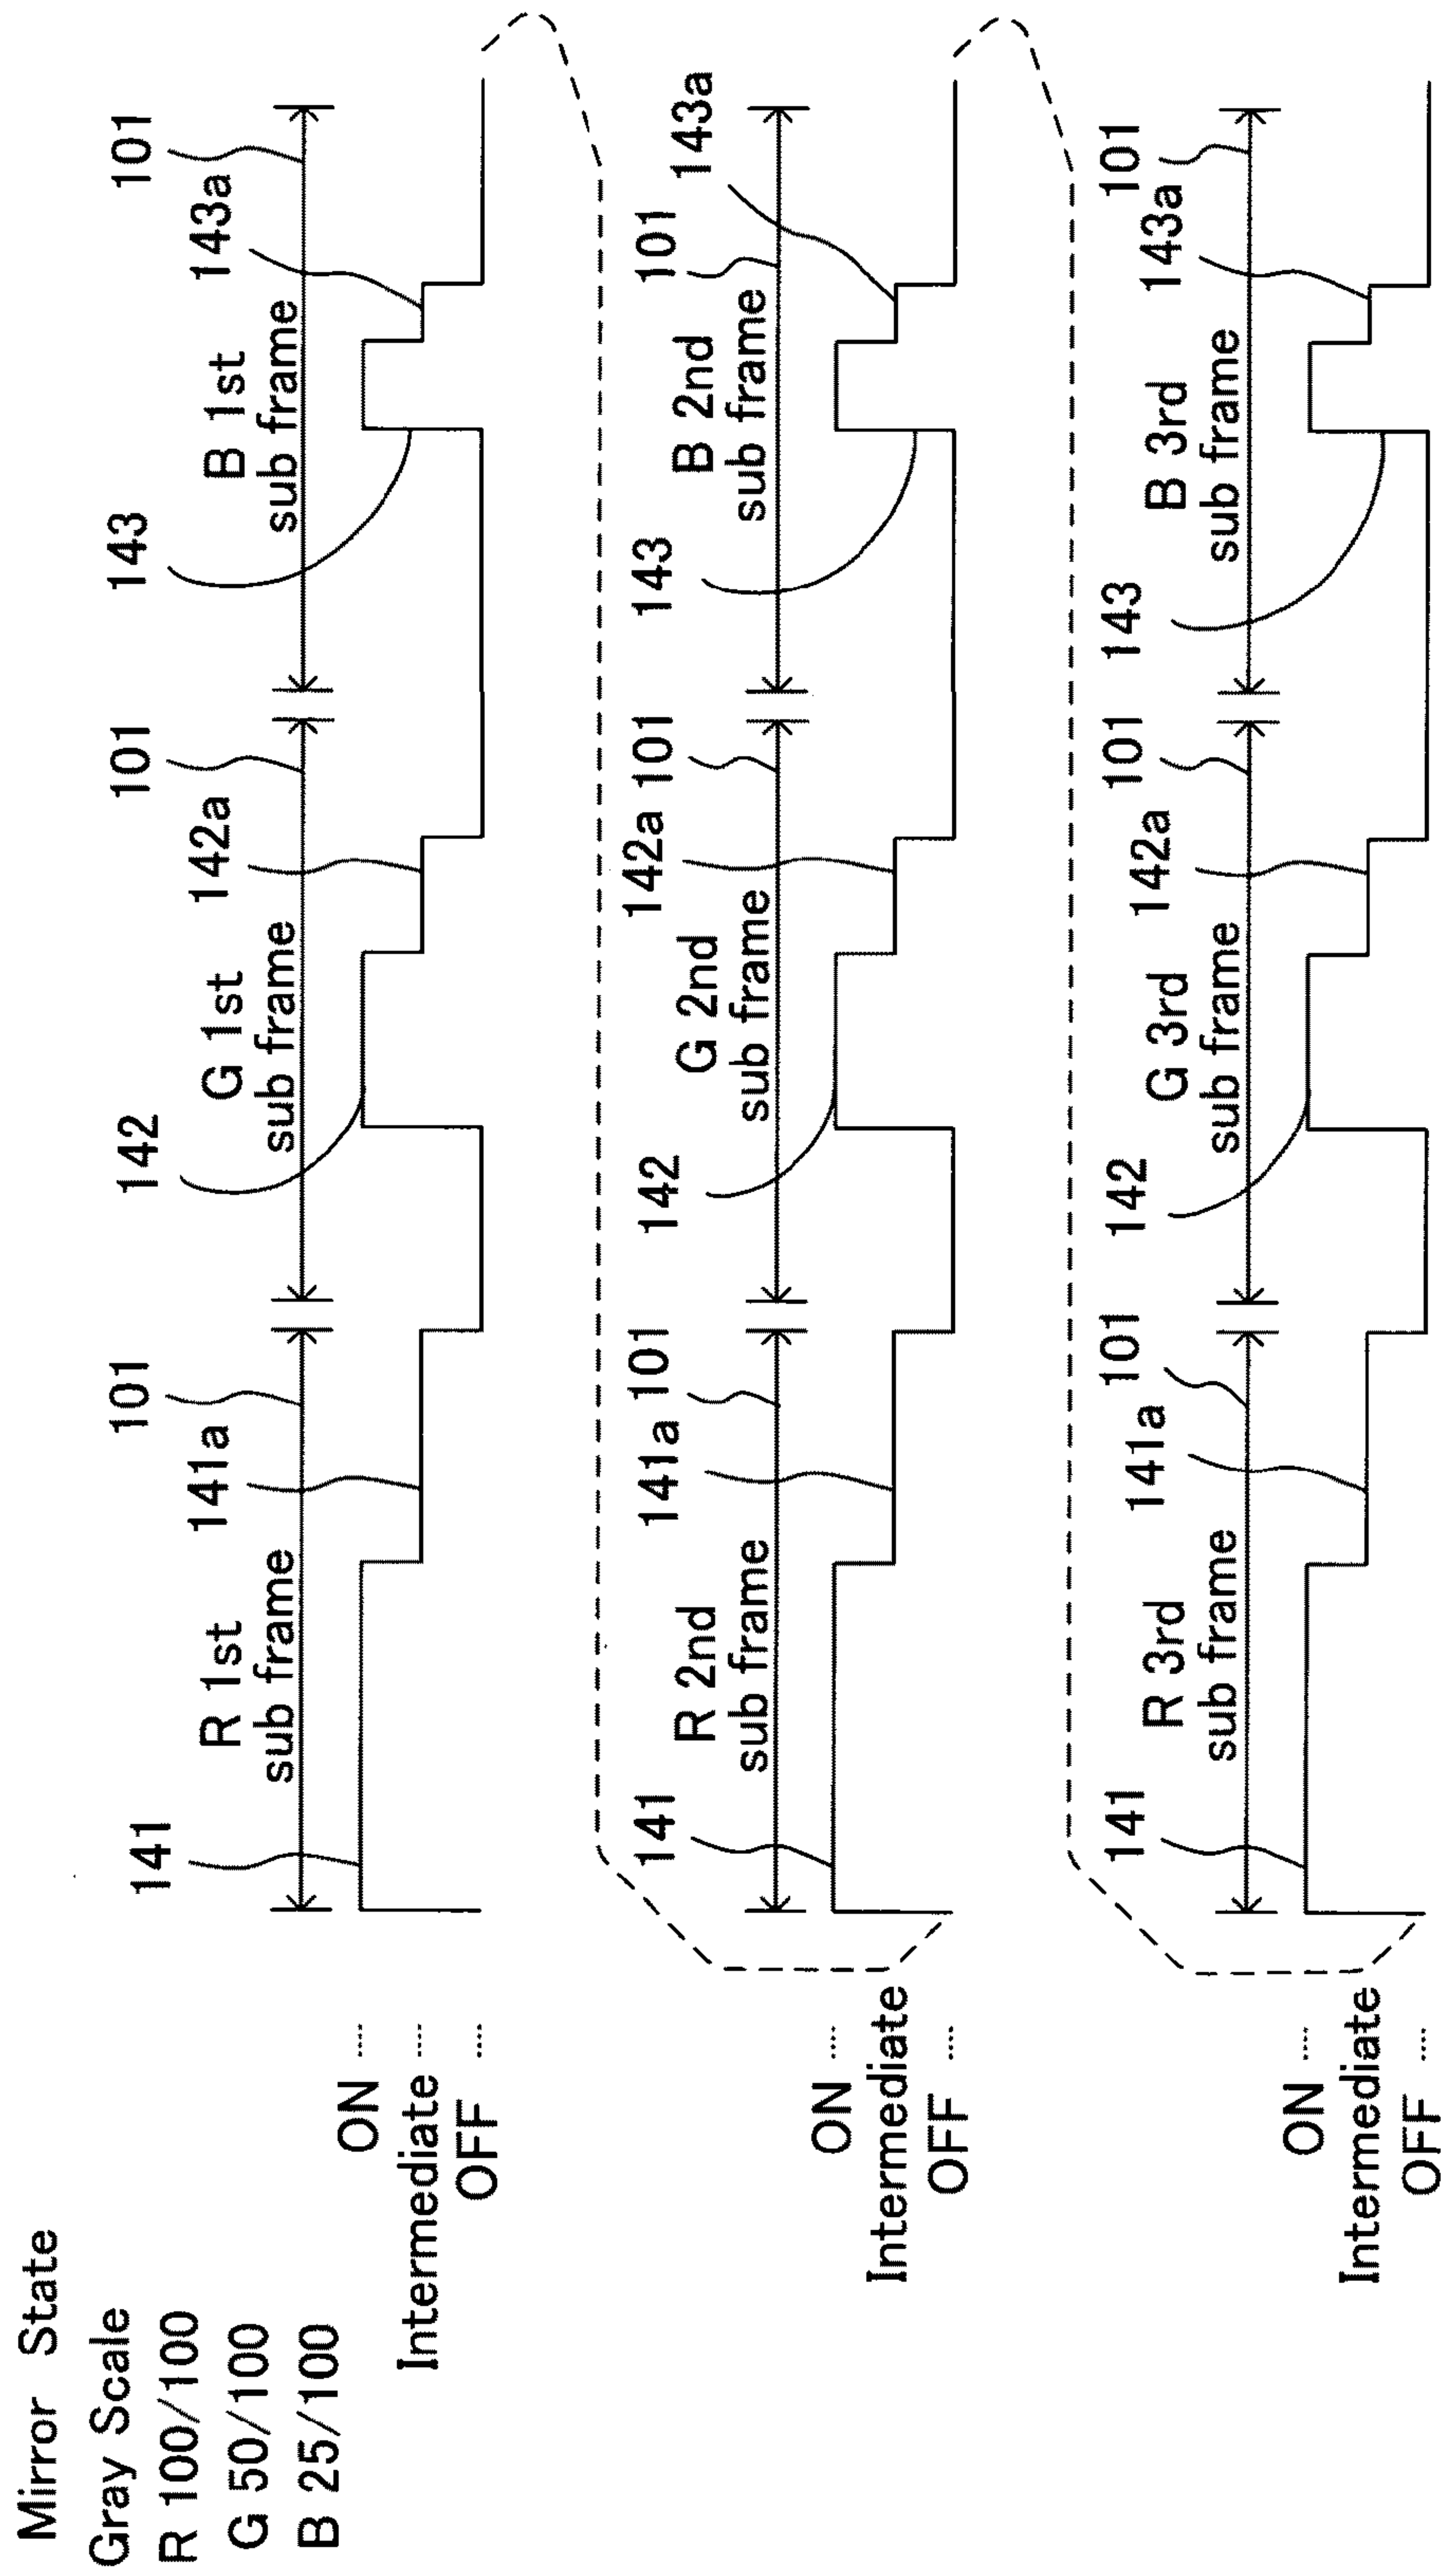 Mirror State
Gray Scale
R 100/100
G 50/100
B 25/100
ON
Intermediate
OFF
141
R 1st
sub frame
141a
101
142
G 1st
sub frame
142a
101
143
B 1st
sub frame
143a
101
ON
Intermediate
OFF
141
R 2nd
sub frame
141a
101
142
G 2nd
sub frame
142a
101
143
B 2nd
sub frame
101
143a
ON
Intermediate
OFF
141
R 3rd
sub frame
141a
101
142
G 3rd
sub frame
142a
101
143
B 3rd
sub frame
143a
101